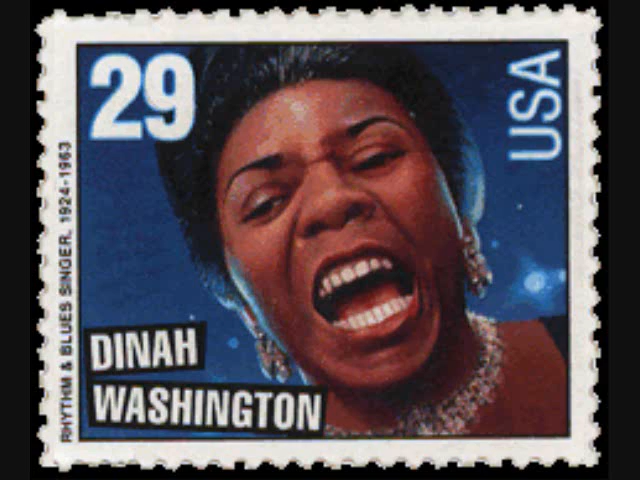 29
USA
RHYTHM & BLUES SINGER, 1924-1963
DINAH
WASHINGTON